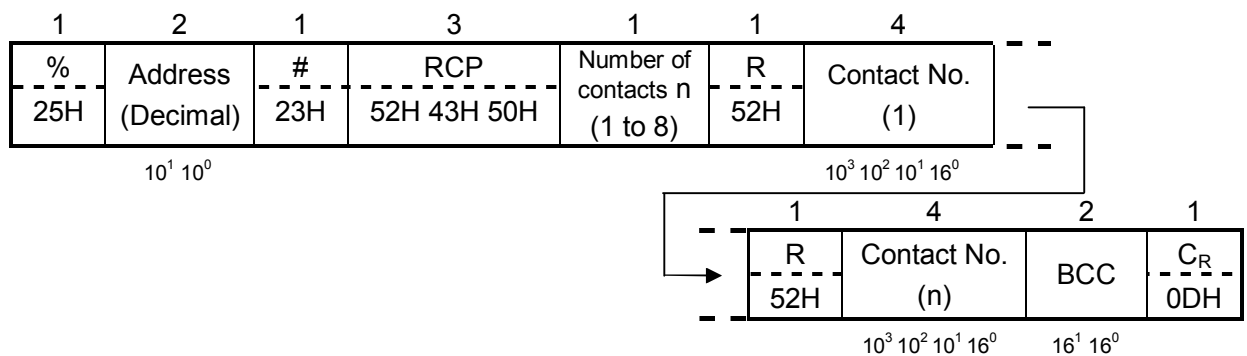 1 2 1 3 1 1 4
% Address (Decimal) # RCP Number of contacts n (1 to 8) R Contact No. (1)
25H 23H 52H 43H 50H 52H
10¹ 10⁰ 10³ 10² 10¹ 16⁰
1 4 2 1
R Contact No. (n) BCC C_R
52H 0DH
10³ 10² 10¹ 16⁰ 16¹ 16⁰